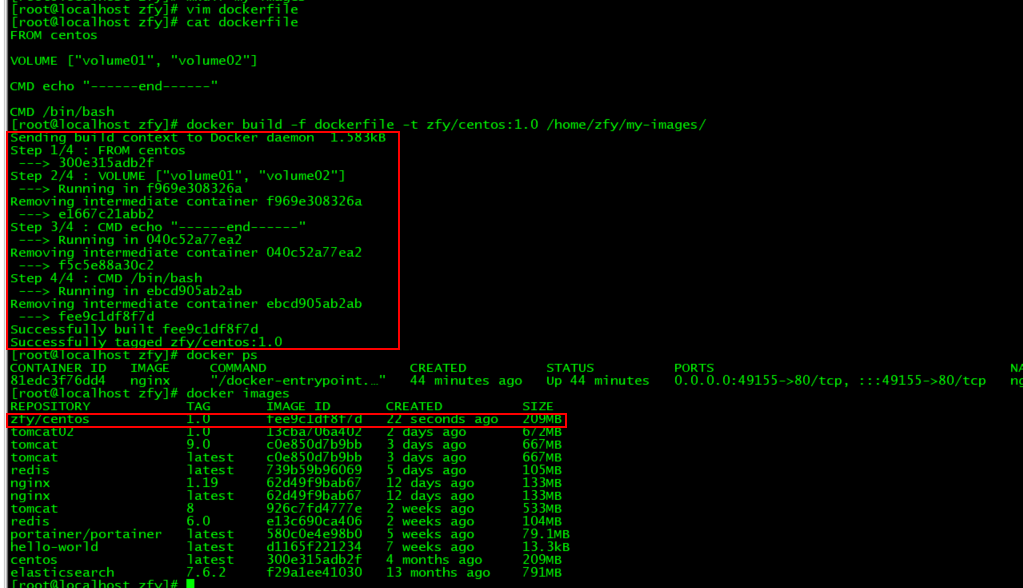 [root@localhost zfy]# vim dockerfile
[root@localhost zfy]# cat dockerfile
FROM centos
VOLUME ["volume01", "volume02"]
CMD echo "------end------"
CMD /bin/bash
[root@localhost zfy]# docker build -f dockerfile -t zfy/centos:1.0 /home/zfy/my-images/
Sending build context to Docker daemon  1.583kB
Step 1/4 : FROM centos
 ---> 300e315adb2f
Step 2/4 : VOLUME ["volume01", "volume02"]
 ---> Running in f969e308326a
Removing intermediate container f969e308326a
 ---> e1667c21abb2
Step 3/4 : CMD echo "------end------"
 ---> Running in 040c52a77ea2
Removing intermediate container 040c52a77ea2
 ---> f5c5e88a30c2
Step 4/4 : CMD /bin/bash
 ---> Running in ebcd905ab2ab
Removing intermediate container ebcd905ab2ab
 ---> fee9c1df8f7d
Successfully built fee9c1df8f7d
Successfully tagged zfy/centos:1.0
[root@localhost zfy]# docker ps
CONTAINER ID   IMAGE     COMMAND                  CREATED          STATUS          PORTS                                     NA
81edc3f76dd4   nginx     "/docker-entrypoint.…"   44 minutes ago   Up 44 minutes   0.0.0.0:49155->80/tcp, :::49155->80/tcp   ng
[root@localhost zfy]# docker images
REPOSITORY            TAG       IMAGE ID       CREATED          SIZE
zfy/centos            1.0       fee9c1df8f7d   22 seconds ago   209MB
tomcat02              1.0       13cba706a402   2 days ago       672MB
tomcat                9.0       c0e850d7b9bb   3 days ago       667MB
tomcat                latest    c0e850d7b9bb   3 days ago       667MB
redis                 latest    739b59b96069   5 days ago       105MB
nginx                 1.19      62d49f9bab67   12 days ago      133MB
nginx                 latest    62d49f9bab67   12 days ago      133MB
tomcat                8         926c7fd4777e   2 weeks ago      533MB
redis                 6.0       e13c690ca406   2 weeks ago      104MB
portainer/portainer   latest    580c0e4e98b0   5 weeks ago      79.1MB
hello-world           latest    d1165f221234   7 weeks ago      13.3kB
centos                latest    300e315adb2f   4 months ago     209MB
elasticsearch         7.6.2     f29a1ee41030   13 months ago    791MB
[root@localhost zfy]#